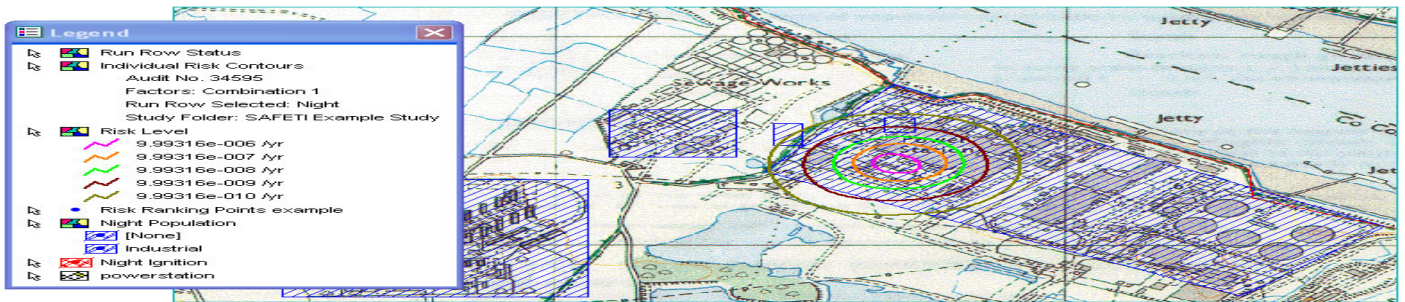 Legend
Run Row Status
Individual Risk Contours
Audit No. 34595
Factors: Combination 1
Run Row Selected: Night
Study Folder: SAFETI Example Study
Risk Level
9.99316e-006 /yr
9.99316e-007 /yr
9.99316e-008 /yr
9.99316e-009 /yr
9.99316e-010 /yr
Risk Ranking Points example
Night Population
[None]
Industrial
Night Ignition
powerstation
Sewage Works
Jetty
Jetties
Jetty
Co
3